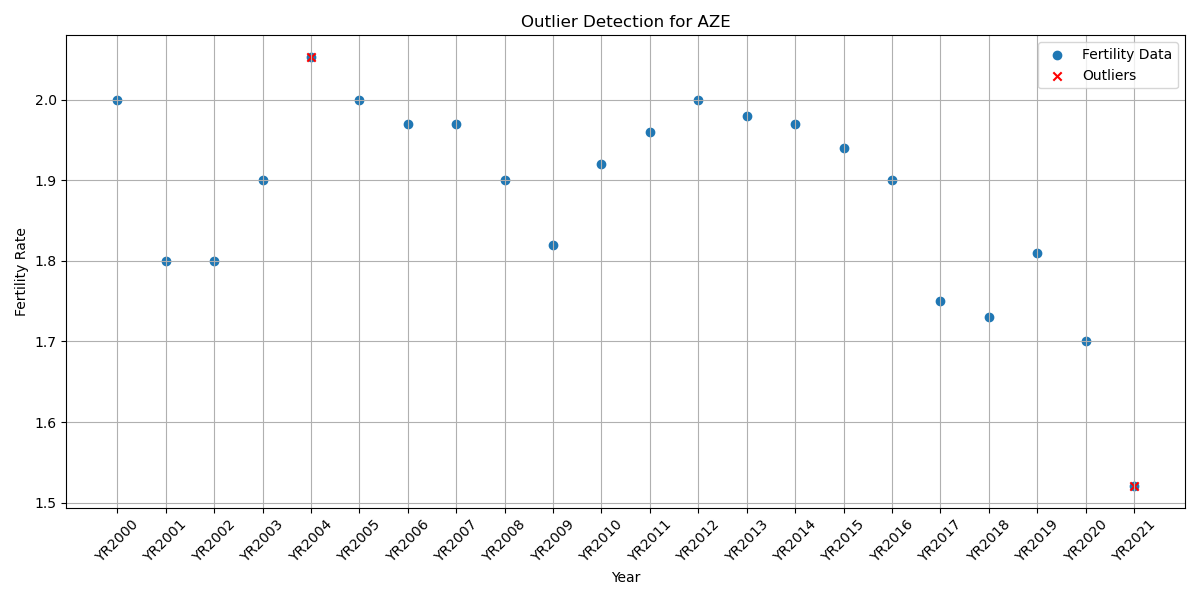 Outlier Detection for AZE
Fertility Data
Outliers
Fertility Rate
2.0
1.9
1.8
1.7
1.6
1.5
YR2000
YR2001
YR2002
YR2003
YR2004
YR2005
YR2006
YR2007
YR2008
YR2009
YR2010
YR2011
YR2012
YR2013
YR2014
YR2015
YR2016
YR2017
YR2018
YR2019
YR2020
YR2021
Year